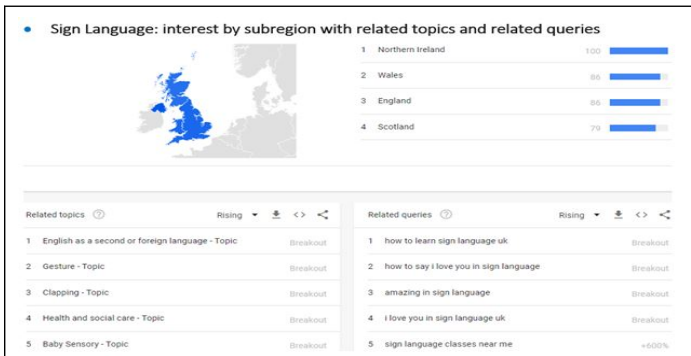 Sign Language: interest by subregion with related topics and related queries
1 Northern Ireland 100
2 Wales 86
3 England 86
4 Scotland 79
Related topics Rising
1 English as a second or foreign language - Topic Breakout
2 Gesture - Topic Breakout
3 Clapping - Topic Breakout
4 Health and social care - Topic Breakout
5 Baby Sensory - Topic Breakout
Related queries Rising
1 how to learn sign language uk Breakout
2 how to say i love you in sign language Breakout
3 amazing in sign language Breakout
4 i love you in sign language uk Breakout
5 sign language classes near me +600%